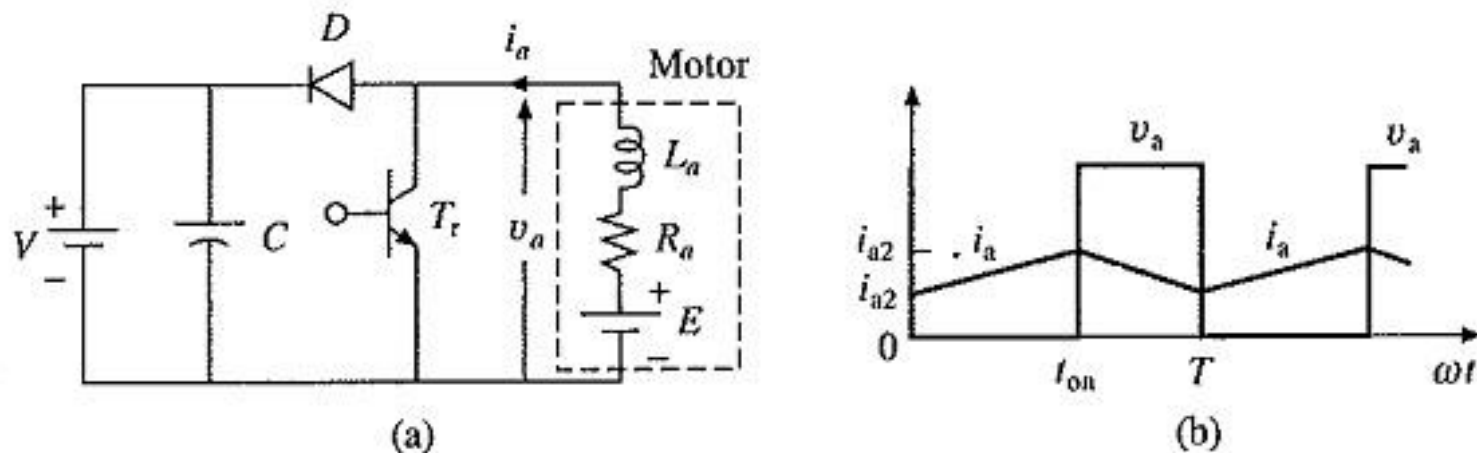 D
i_a
Motor
L_a
R_a
E
+
−
V
+
−
C
T_r
v_a
(a)
v_a
v_a
i_a2
i_a
i_a
i_a2
0
t_on
T
ωt
(b)